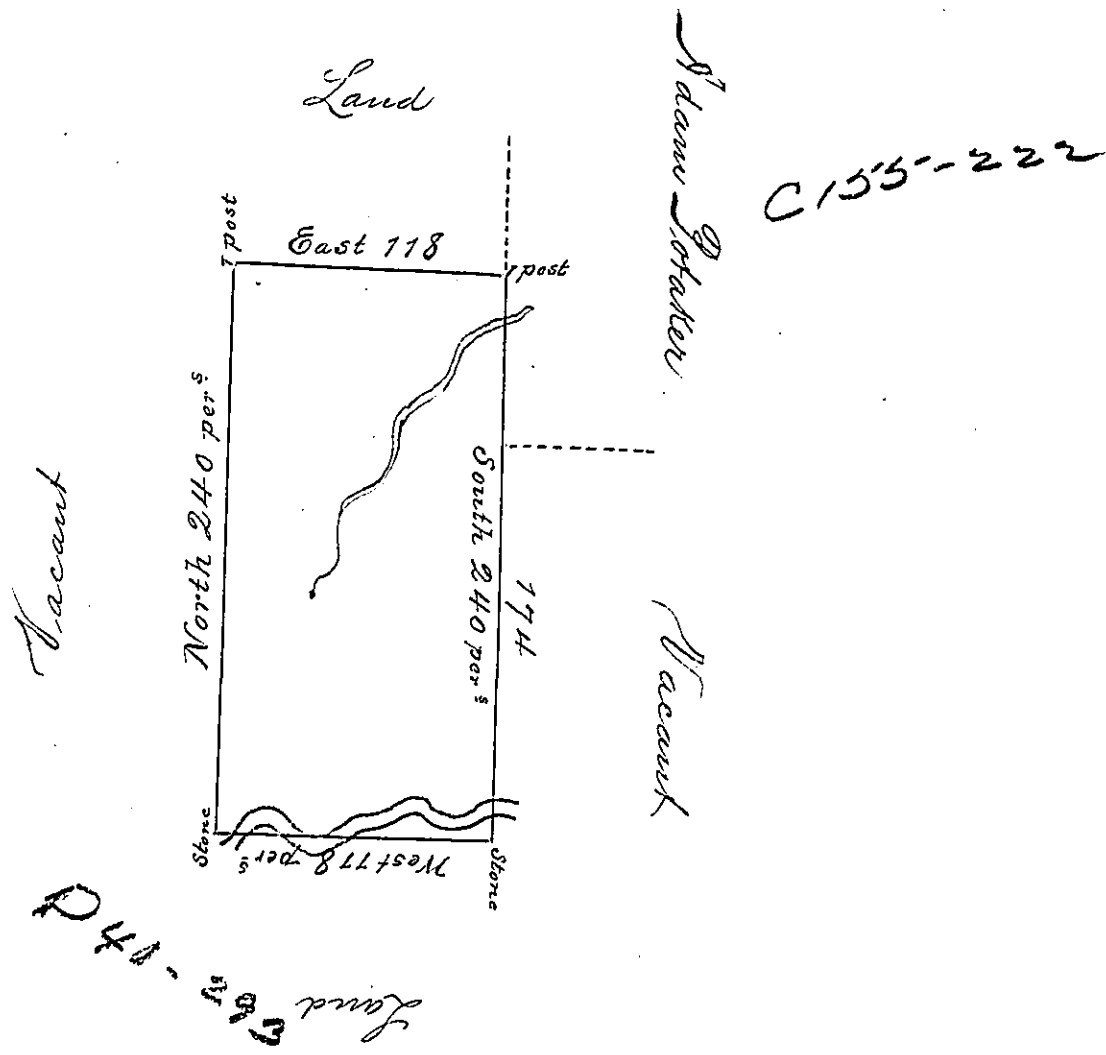 Land
Adam
C155-222
post
East 118
post
North 240 per^s
South 240 per^s
174
Vacant
Vacant
Stone
West 118 per^s
Stone
Land